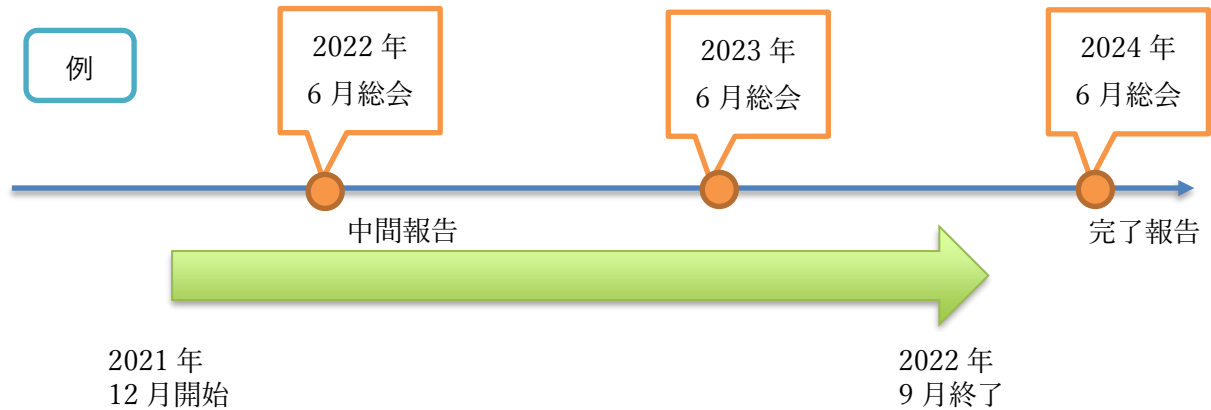 例
2022 年
6 月総会
2023 年
6 月総会
2024 年
6 月総会
中間報告
完了報告
2021 年
12 月開始
2022 年
9 月終了